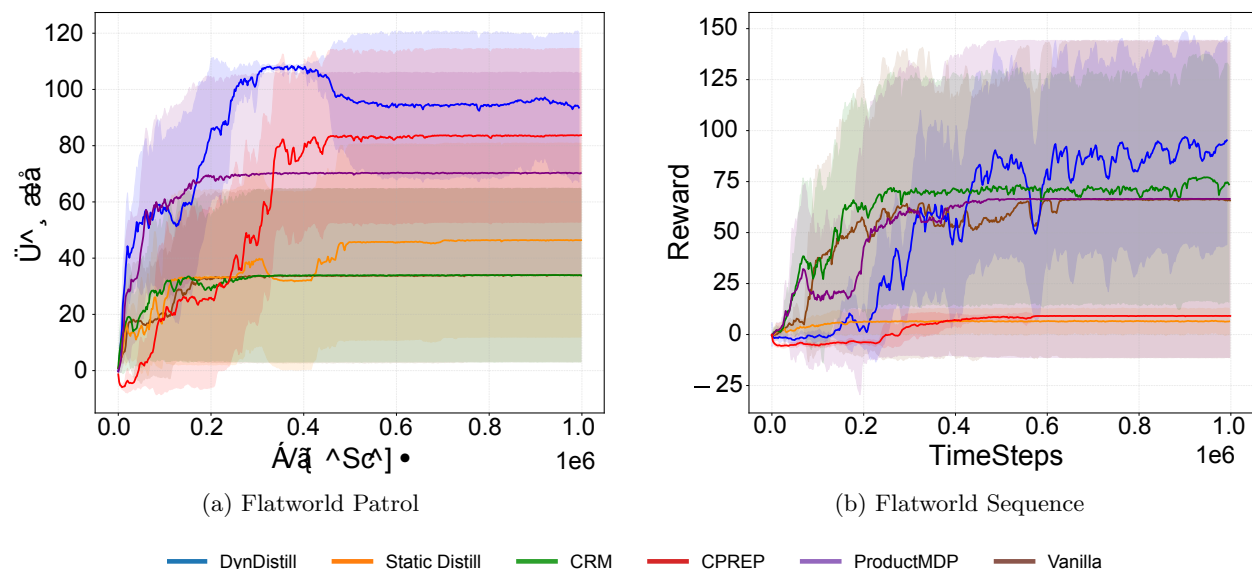 120
100
80
60
40
20
0
0.0 0.2 0.4 0.6 0.8 1.0
1e6
(a) Flatworld Patrol
150
125
100
75
50
25
0
−25
Reward
0.0 0.2 0.4 0.6 0.8 1.0
TimeSteps
1e6
(b) Flatworld Sequence
DynDistill Static Distill CRM CPREP ProductMDP Vanilla